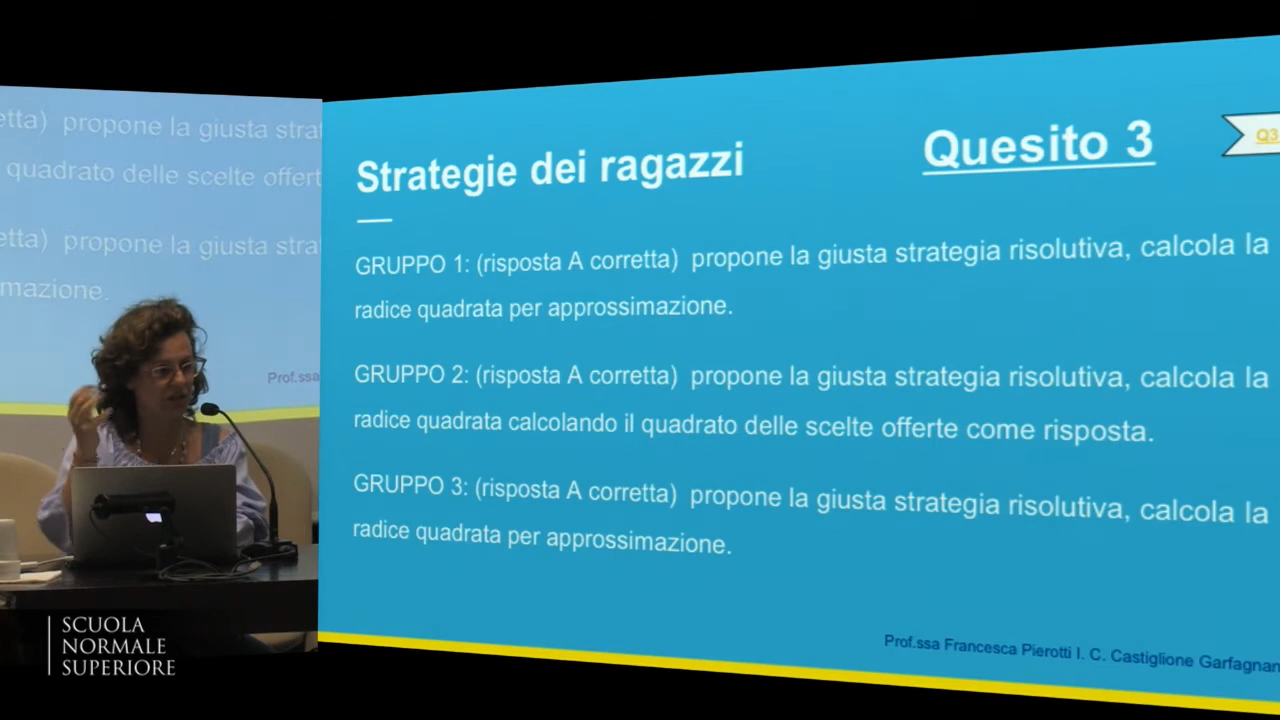 etta) propone la giusta strat
quadrato delle scelte offert
etta) propone la giusta stra
mazione.
Prof.ssa
Strategie dei ragazzi
Quesito 3
Q3
GRUPPO 1: (risposta A corretta) propone la giusta strategia risolutiva, calcola la
radice quadrata per approssimazione.
GRUPPO 2: (risposta A corretta) propone la giusta strategia risolutiva, calcola la
radice quadrata calcolando il quadrato delle scelte offerte come risposta.
GRUPPO 3: (risposta A corretta) propone la giusta strategia risolutiva, calcola la
radice quadrata per approssimazione.
Prof.ssa Francesca Pierotti I. C. Castiglione Garfagnan
SCUOLA
NORMALE
SUPERIORE